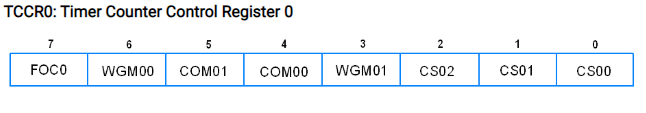 TCCR0: Timer Counter Control Register 0
7 6 5 4 3 2 1 0
FOC0 WGM00 COM01 COM00 WGM01 CS02 CS01 CS00